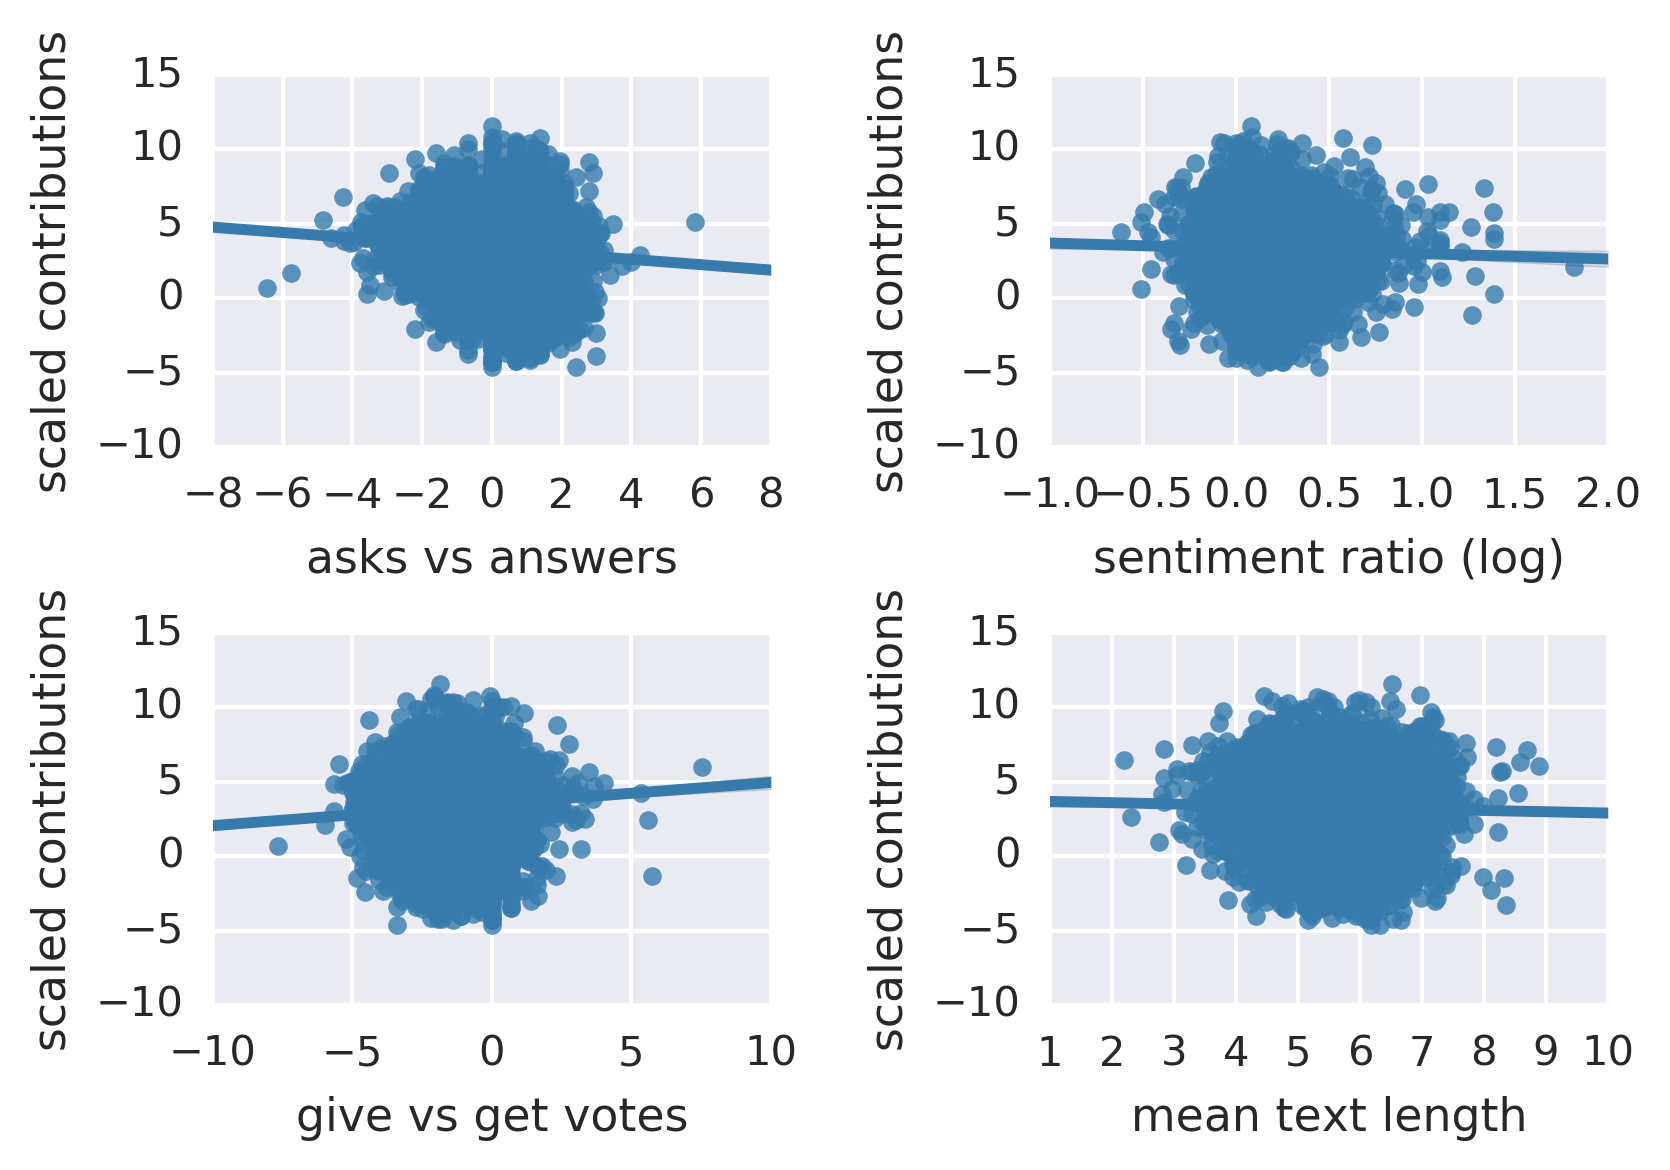 scaled contributions
15
10
5
0
−5
−10
−8 −6 −4 −2 0 2 4 6 8
asks vs answers
scaled contributions
15
10
5
0
−5
−10
−1.0 −0.5 0.0 0.5 1.0 1.5 2.0
sentiment ratio (log)
scaled contributions
15
10
5
0
−5
−10
−10 −5 0 5 10
give vs get votes
scaled contributions
15
10
5
0
−5
−10
1 2 3 4 5 6 7 8 9 10
mean text length